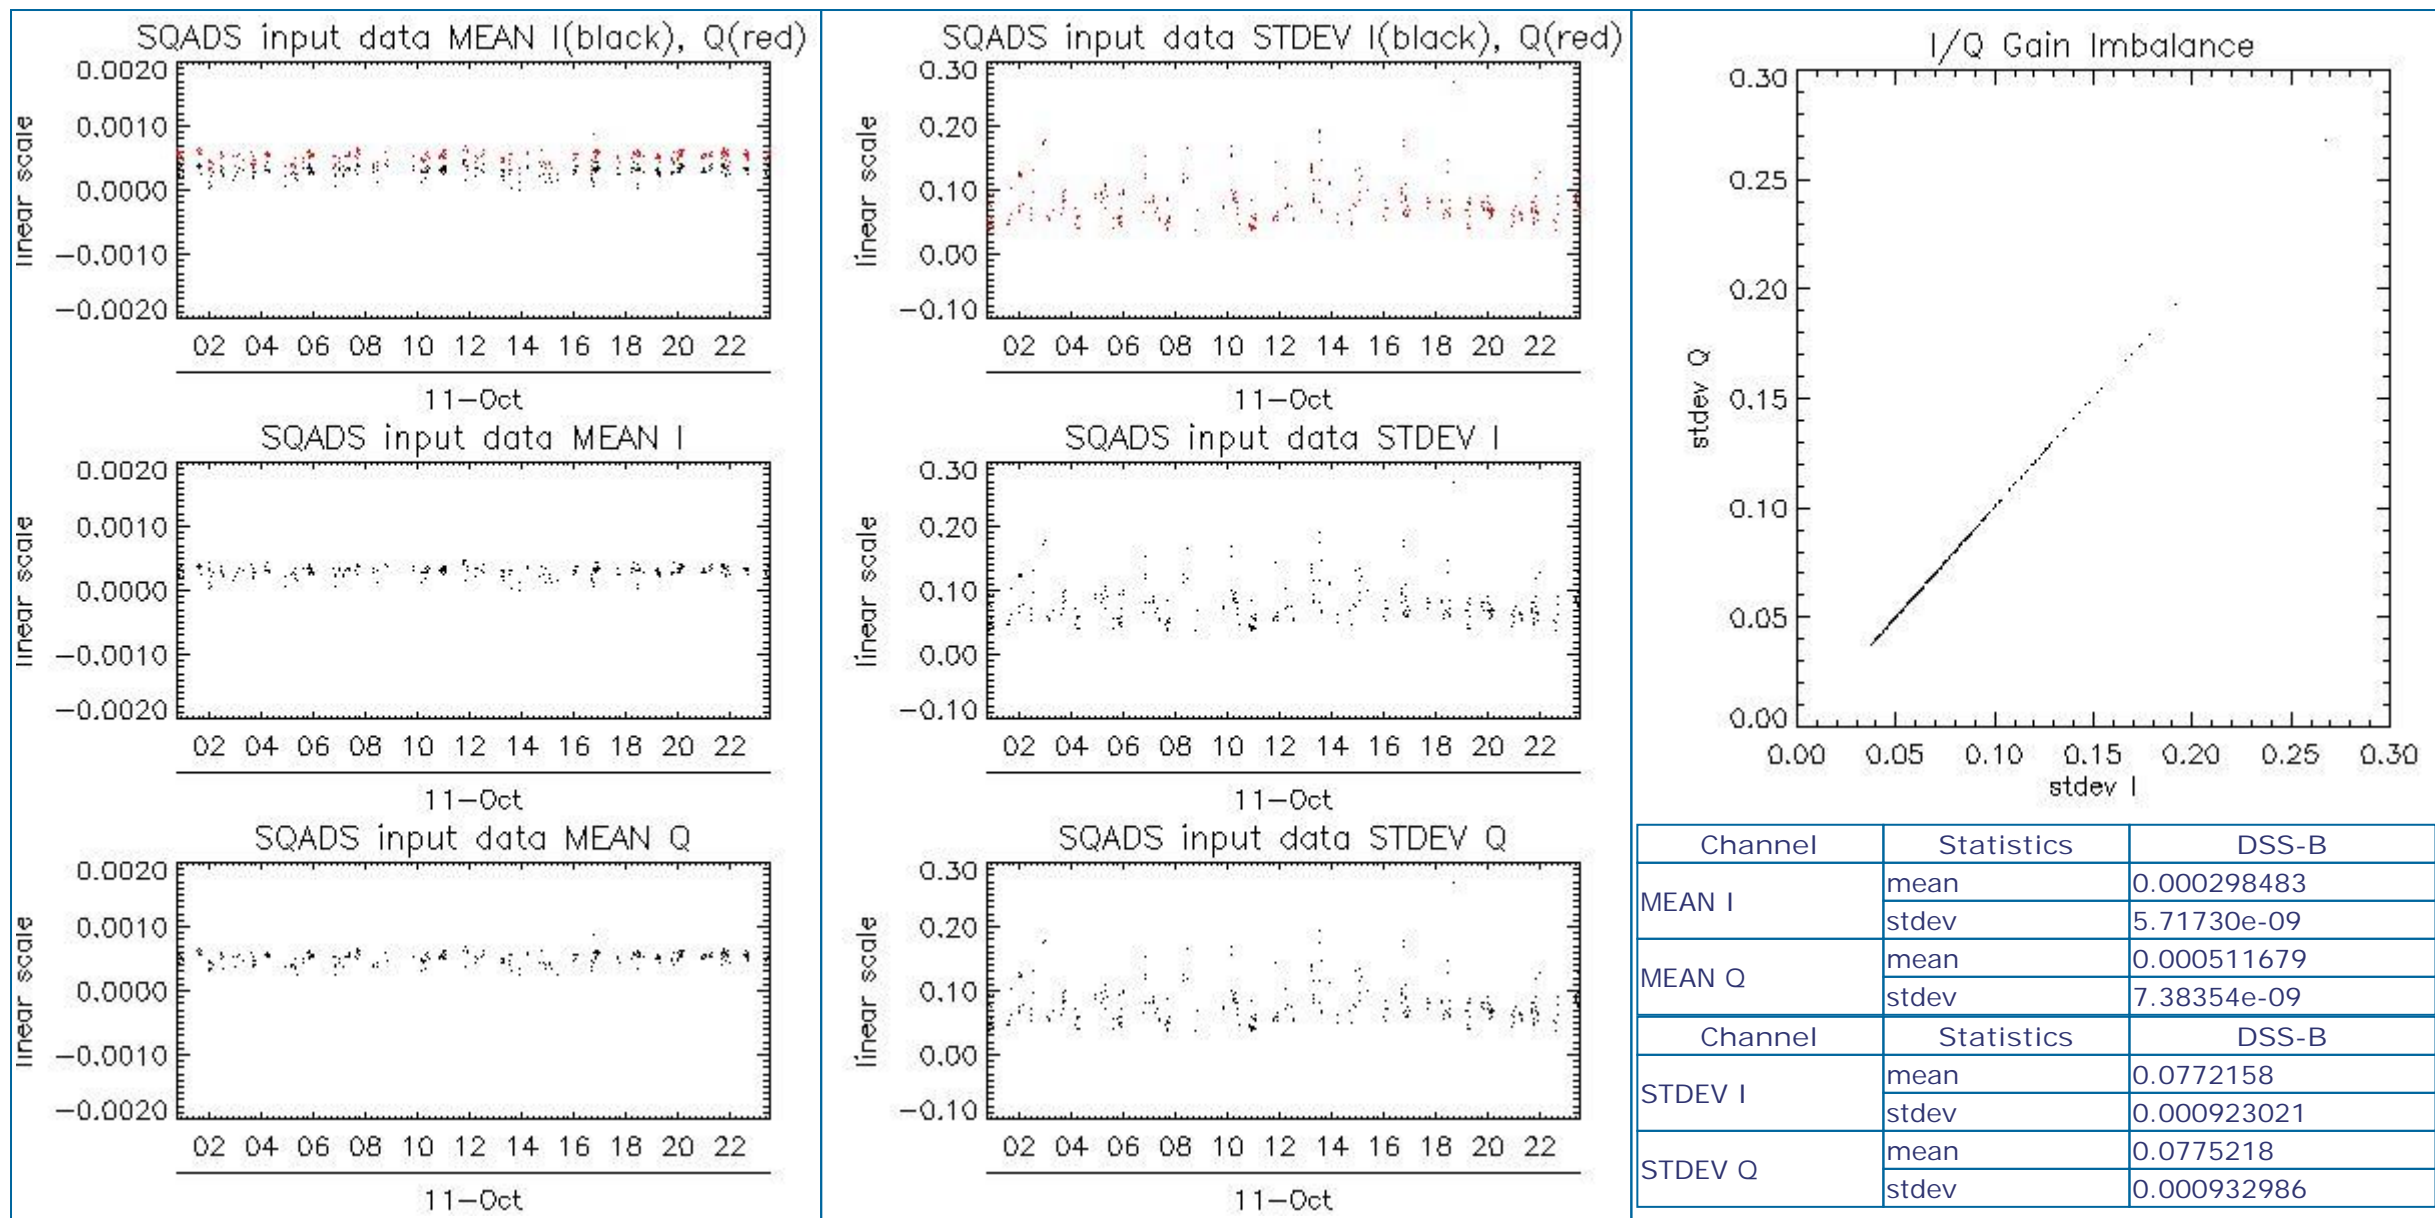 SQADS input data MEAN I(black), Q(red)
0.0020
0.0010
0.0000
-0.0010
-0.0020
linear scale
02 04 06 08 10 12 14 16 18 20 22
11-Oct
SQADS input data MEAN I
0.0020
0.0010
0.0000
-0.0010
-0.0020
linear scale
02 04 06 08 10 12 14 16 18 20 22
11-Oct
SQADS input data MEAN Q
0.0020
0.0010
0.0000
-0.0010
-0.0020
linear scale
02 04 06 08 10 12 14 16 18 20 22
11-Oct
SQADS input data STDEV I(black), Q(red)
0.30
0.20
0.10
0.00
-0.10
linear scale
02 04 06 08 10 12 14 16 18 20 22
11-Oct
SQADS input data STDEV I
0.30
0.20
0.10
0.00
-0.10
linear scale
02 04 06 08 10 12 14 16 18 20 22
11-Oct
SQADS input data STDEV Q
0.30
0.20
0.10
0.00
-0.10
linear scale
02 04 06 08 10 12 14 16 18 20 22
11-Oct
I/Q Gain Imbalance
0.30
0.25
0.20
0.15
0.10
0.05
0.00
stdev Q
0.00 0.05 0.10 0.15 0.20 0.25 0.30
stdev I
Channel Statistics DSS-B
MEAN I mean 0.000298483
stdev 5.71730e-09
MEAN Q mean 0.000511679
stdev 7.38354e-09
Channel Statistics DSS-B
STDEV I mean 0.0772158
stdev 0.000923021
STDEV Q mean 0.0775218
stdev 0.000932986